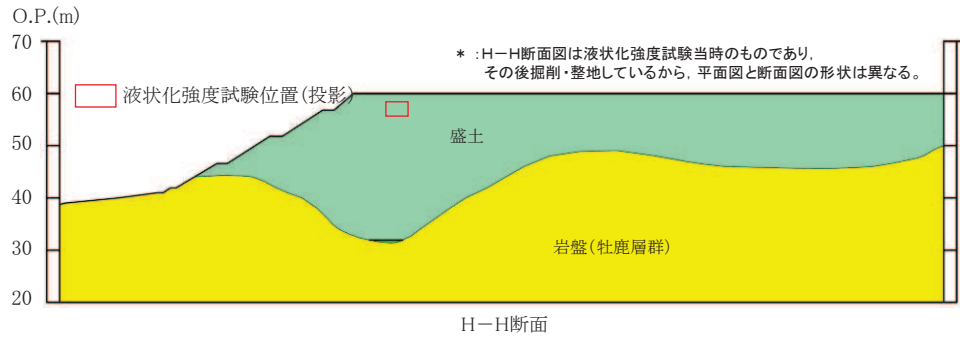 O.P.(m)
70
＊ :H－H断面図は液状化強度試験当時のものであり，
その後掘削・整地しているから，平面図と断面図の形状は異なる。
60
液状化強度試験位置(投影)
盛土
50
40
30
岩盤(牡鹿層群)
20
H－H断面